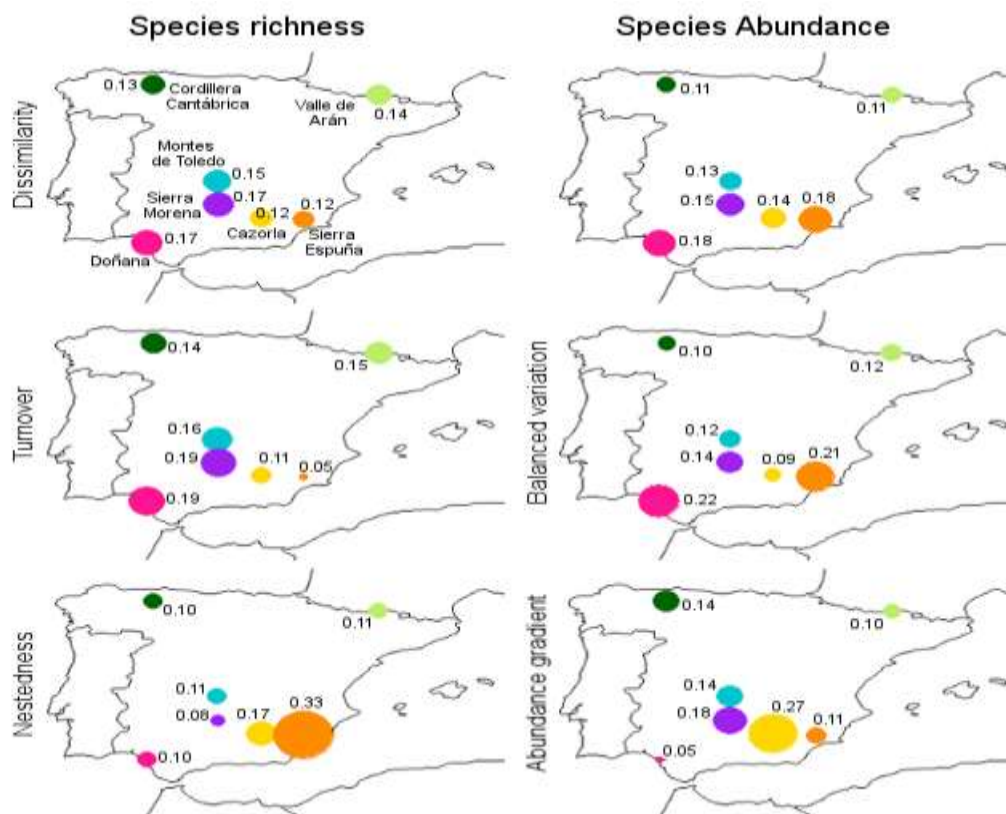 Species richness
Species Abundance
Dissimilarity
0.13
Cordillera
Cantábrica
Valle de
Arán
0.14
Montes
de Toledo
0.15
Sierra
Morena
0.17
0.12
0.12
Cazorla
Sierra
Espuña
0.17
Doñana
0.11
0.11
0.13
0.15
0.14
0.18
0.18
Turnover
0.14
0.15
0.16
0.19
0.11
0.05
0.19
Balanced variation
0.10
0.12
0.12
0.14
0.09
0.21
0.22
Nestedness
0.10
0.11
0.11
0.08
0.17
0.33
0.10
Abundance gradient
0.14
0.10
0.14
0.18
0.27
0.11
0.05